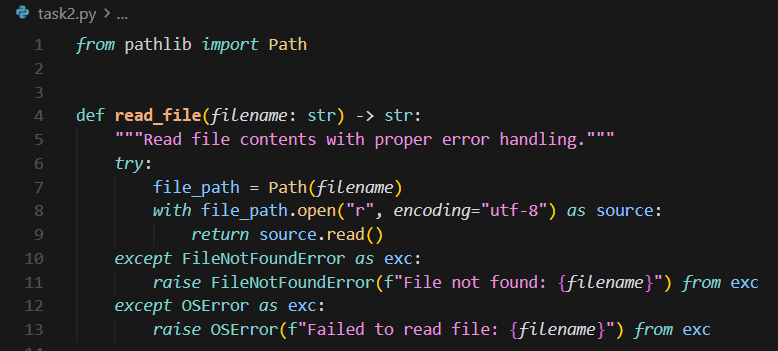 task2.py > ...
1 from pathlib import Path
2
3
4 def read_file(filename: str) -> str:
5     """Read file contents with proper error handling."""
6     try:
7         file_path = Path(filename)
8         with file_path.open("r", encoding="utf-8") as source:
9             return source.read()
10     except FileNotFoundError as exc:
11         raise FileNotFoundError(f"File not found: {filename}") from exc
12     except OSError as exc:
13         raise OSError(f"Failed to read file: {filename}") from exc